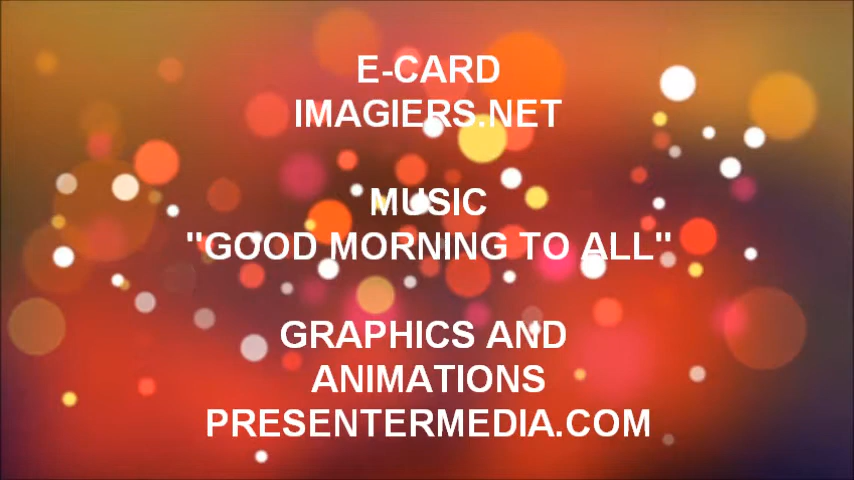 E-CARD
IMAGIERS.NET
MUSIC
"GOOD MORNING TO ALL"
GRAPHICS AND
ANIMATIONS
PRESENTERMEDIA.COM